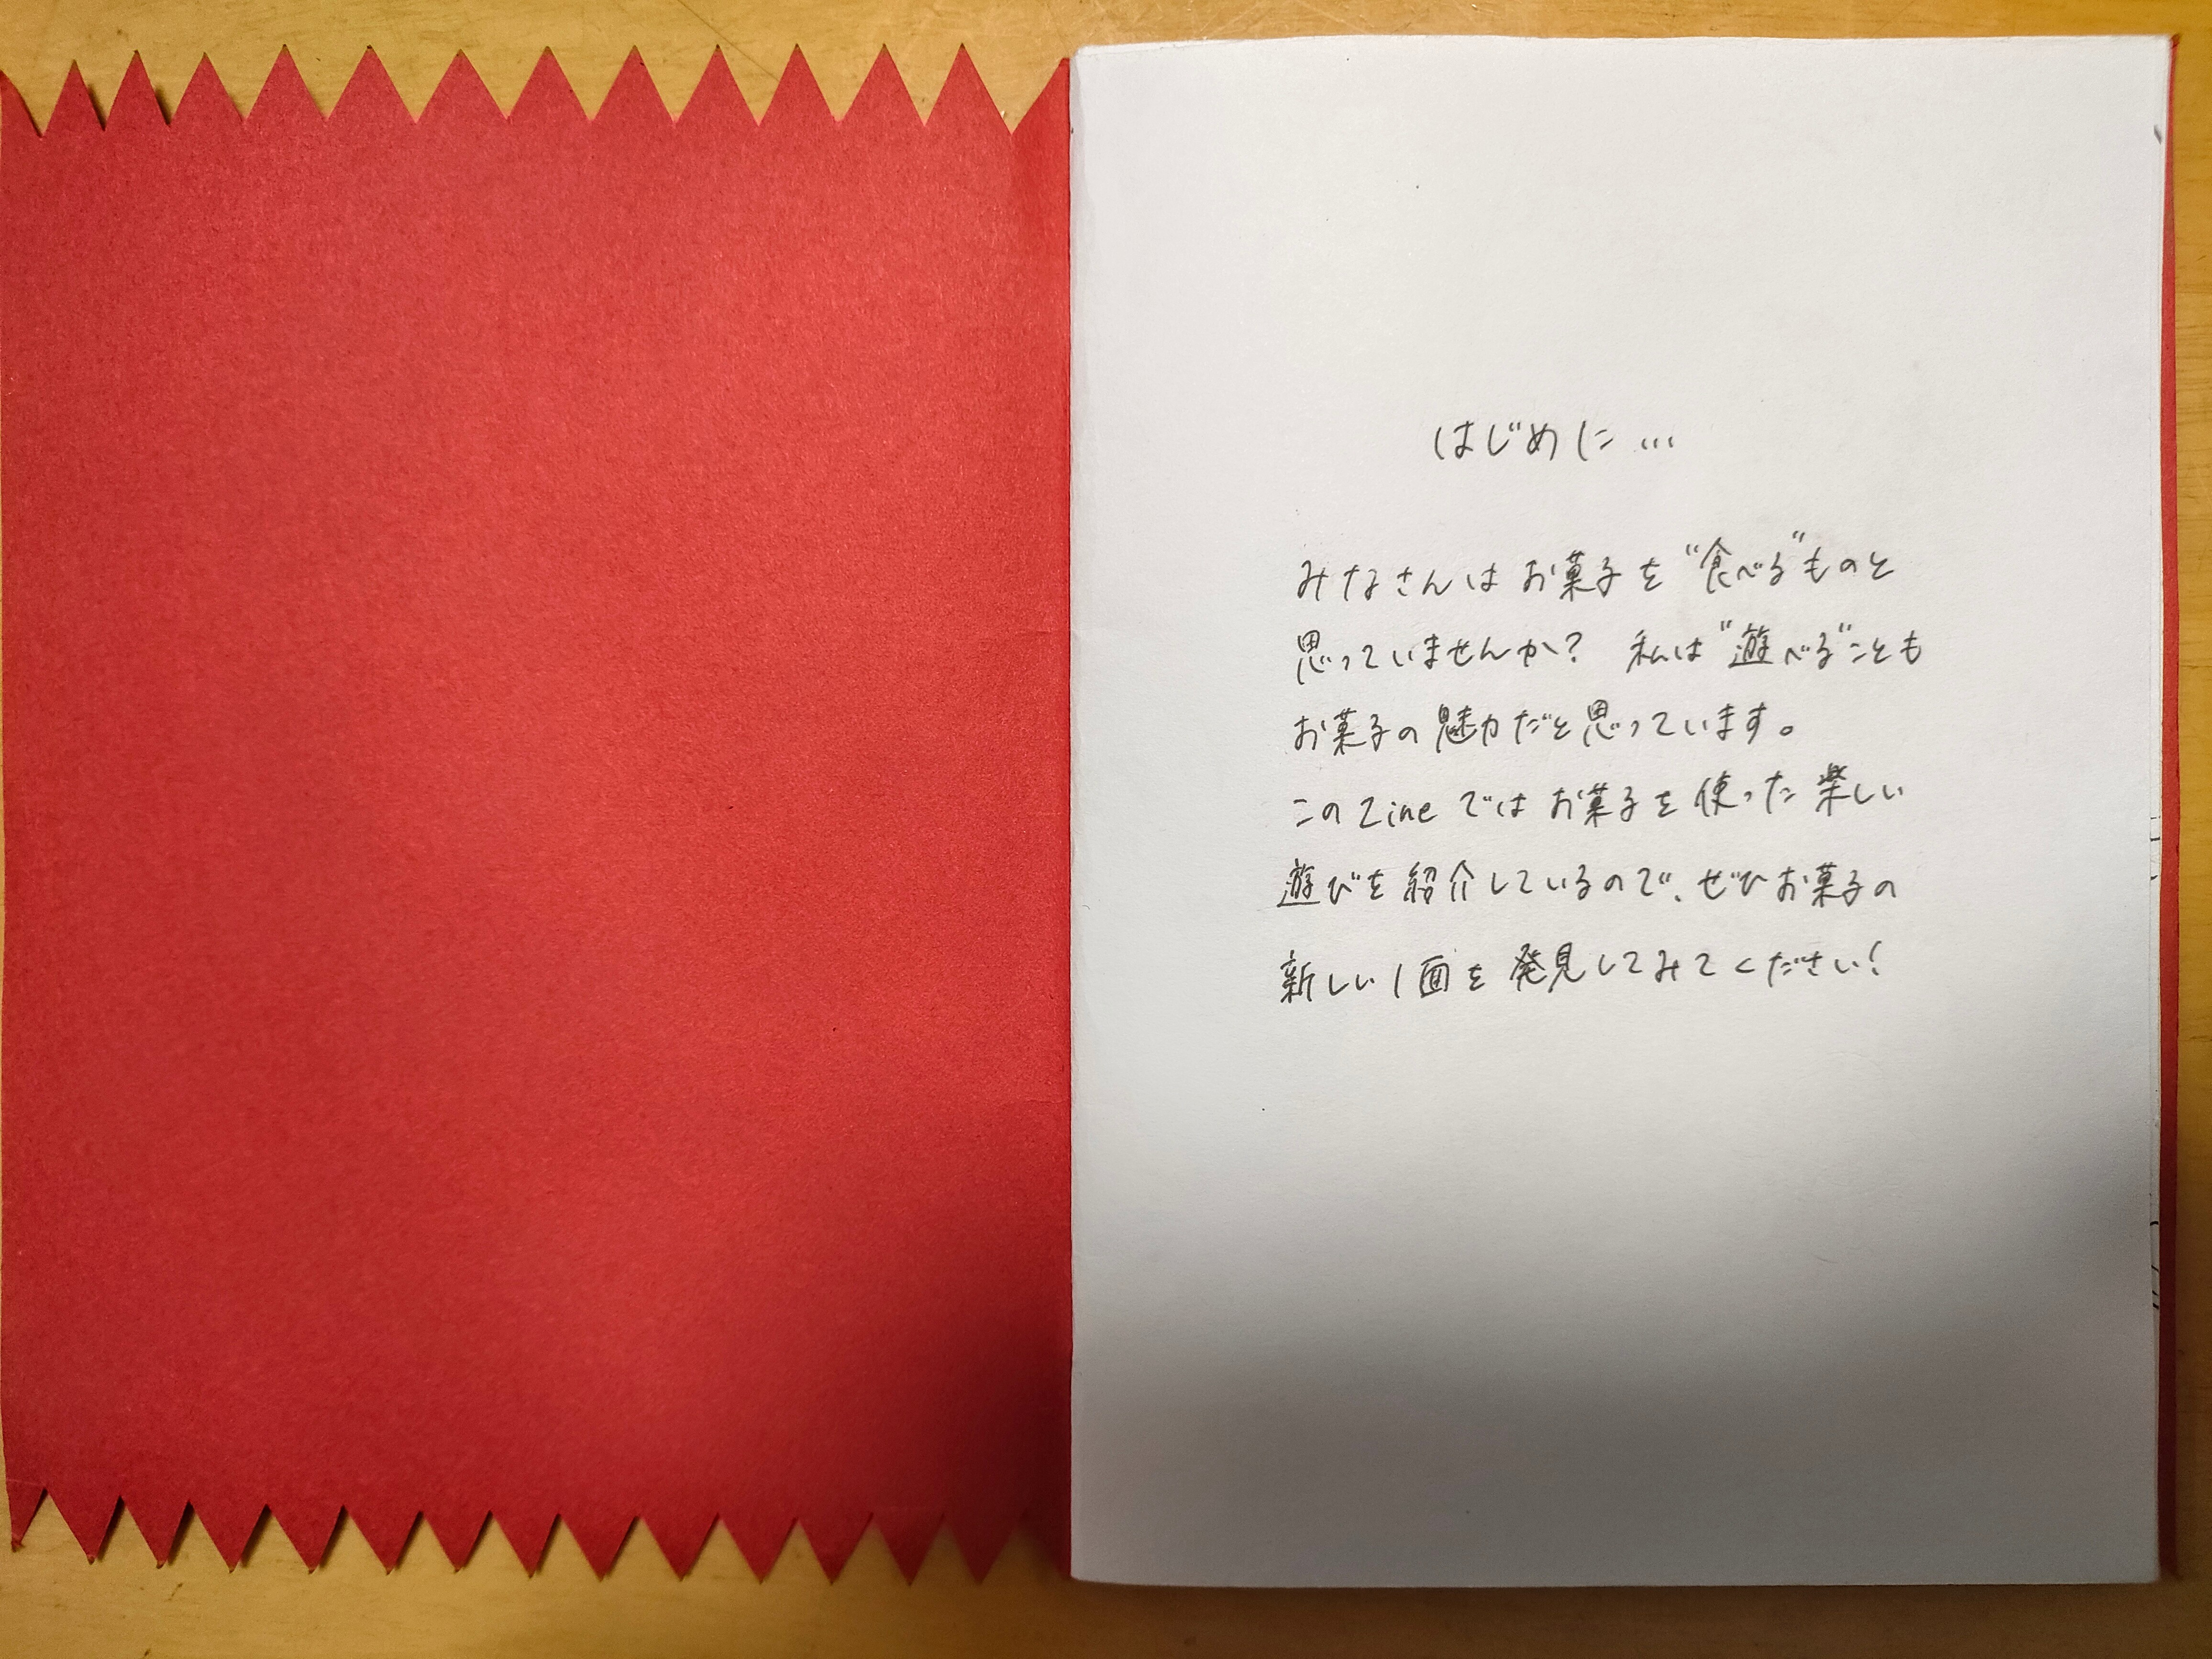 はじめに…
みなさんはお菓子を“食べる”ものと
思っていませんか？ 私は“遊べる”ことも
お菓子の魅力だと思っています。
このZineではお菓子を使った楽しい
遊びを紹介しているので、ぜひお菓子の
新しい1面を発見してみてください！